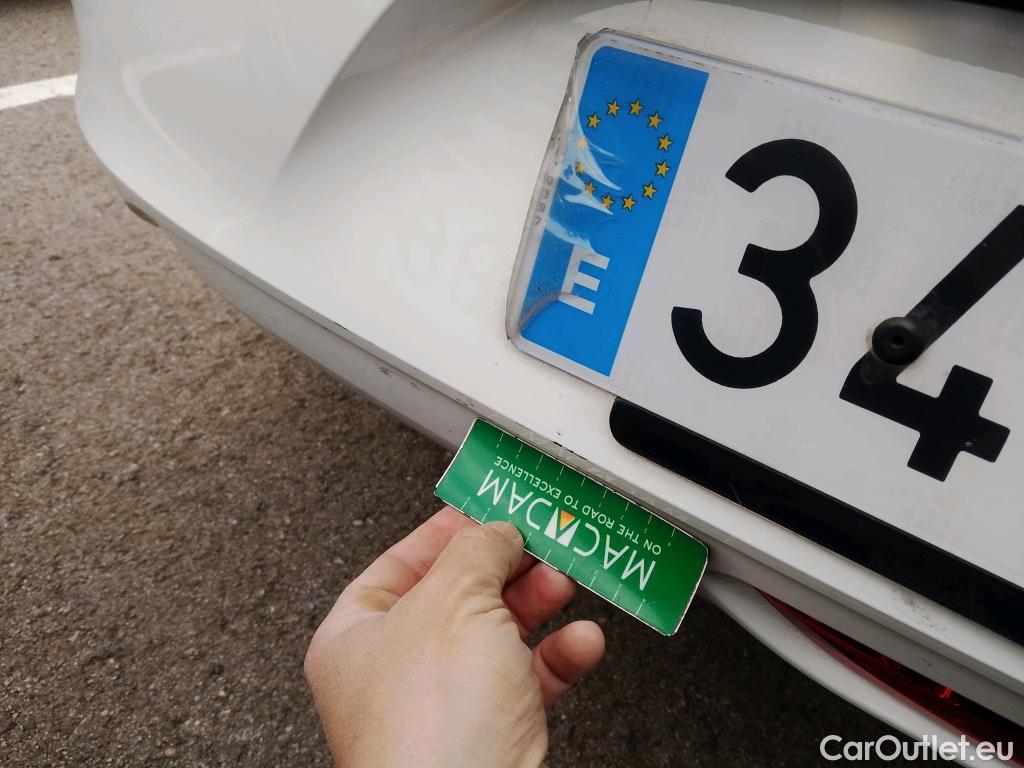 E
34
MACADAM
ON THE ROAD TO EXCELLENCE
CarOutlet.eu